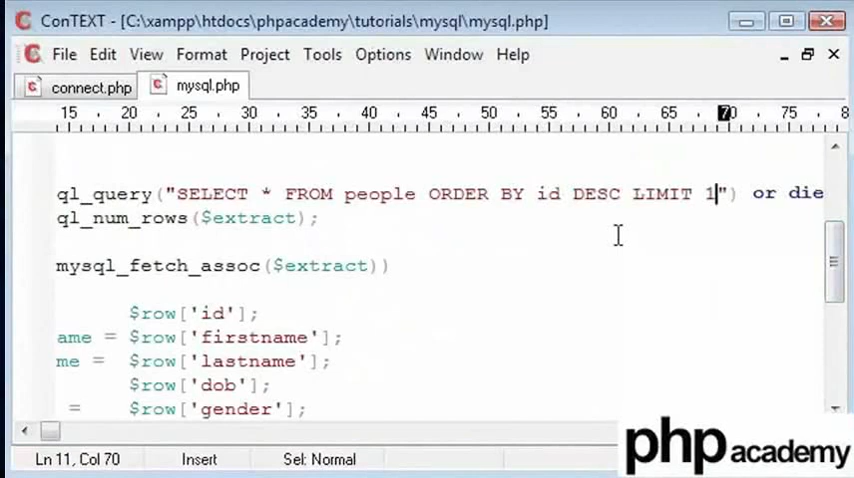 ConTEXT - [C:\xampp\htdocs\phpacademy\tutorials\mysql\mysql.php]
File Edit View Format Project Tools Options Window Help
connect.php mysql.php
15 20 25 30 35 40 45 50 55 60 65 70 75 8
ql_query("SELECT * FROM people ORDER BY id DESC LIMIT 1") or die
ql_num_rows($extract);
mysql_fetch_assoc($extract))
$row['id'];
ame = $row['firstname'];
me = $row['lastname'];
$row['dob'];
= $row['gender'];
Ln 11, Col 70 Insert Sel: Normal
php academy